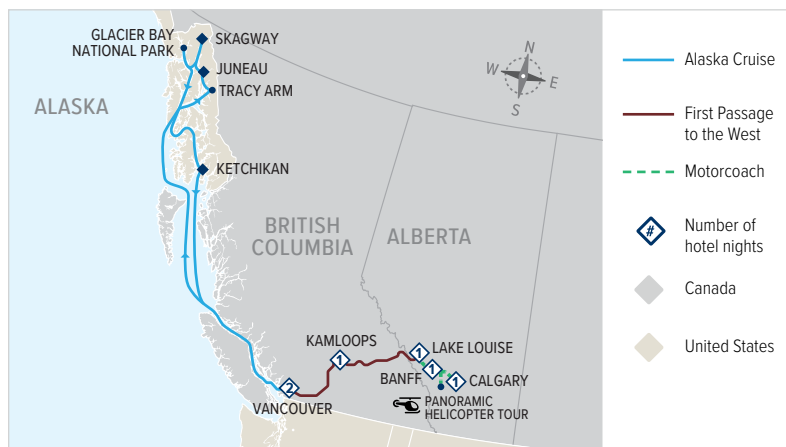 GLACIER BAY
NATIONAL PARK
SKAGWAY
JUNEAU
TRACY ARM
ALASKA
KETCHIKAN
BRITISH
COLUMBIA
ALBERTA
N
W
E
S
KAMLOOPS
1
1
LAKE LOUISE
BANFF
1
1
CALGARY
2
VANCOUVER
PANORAMIC
HELICOPTER TOUR
Alaska Cruise
First Passage
to the West
Motorcoach
#
Number of
hotel nights
Canada
United States